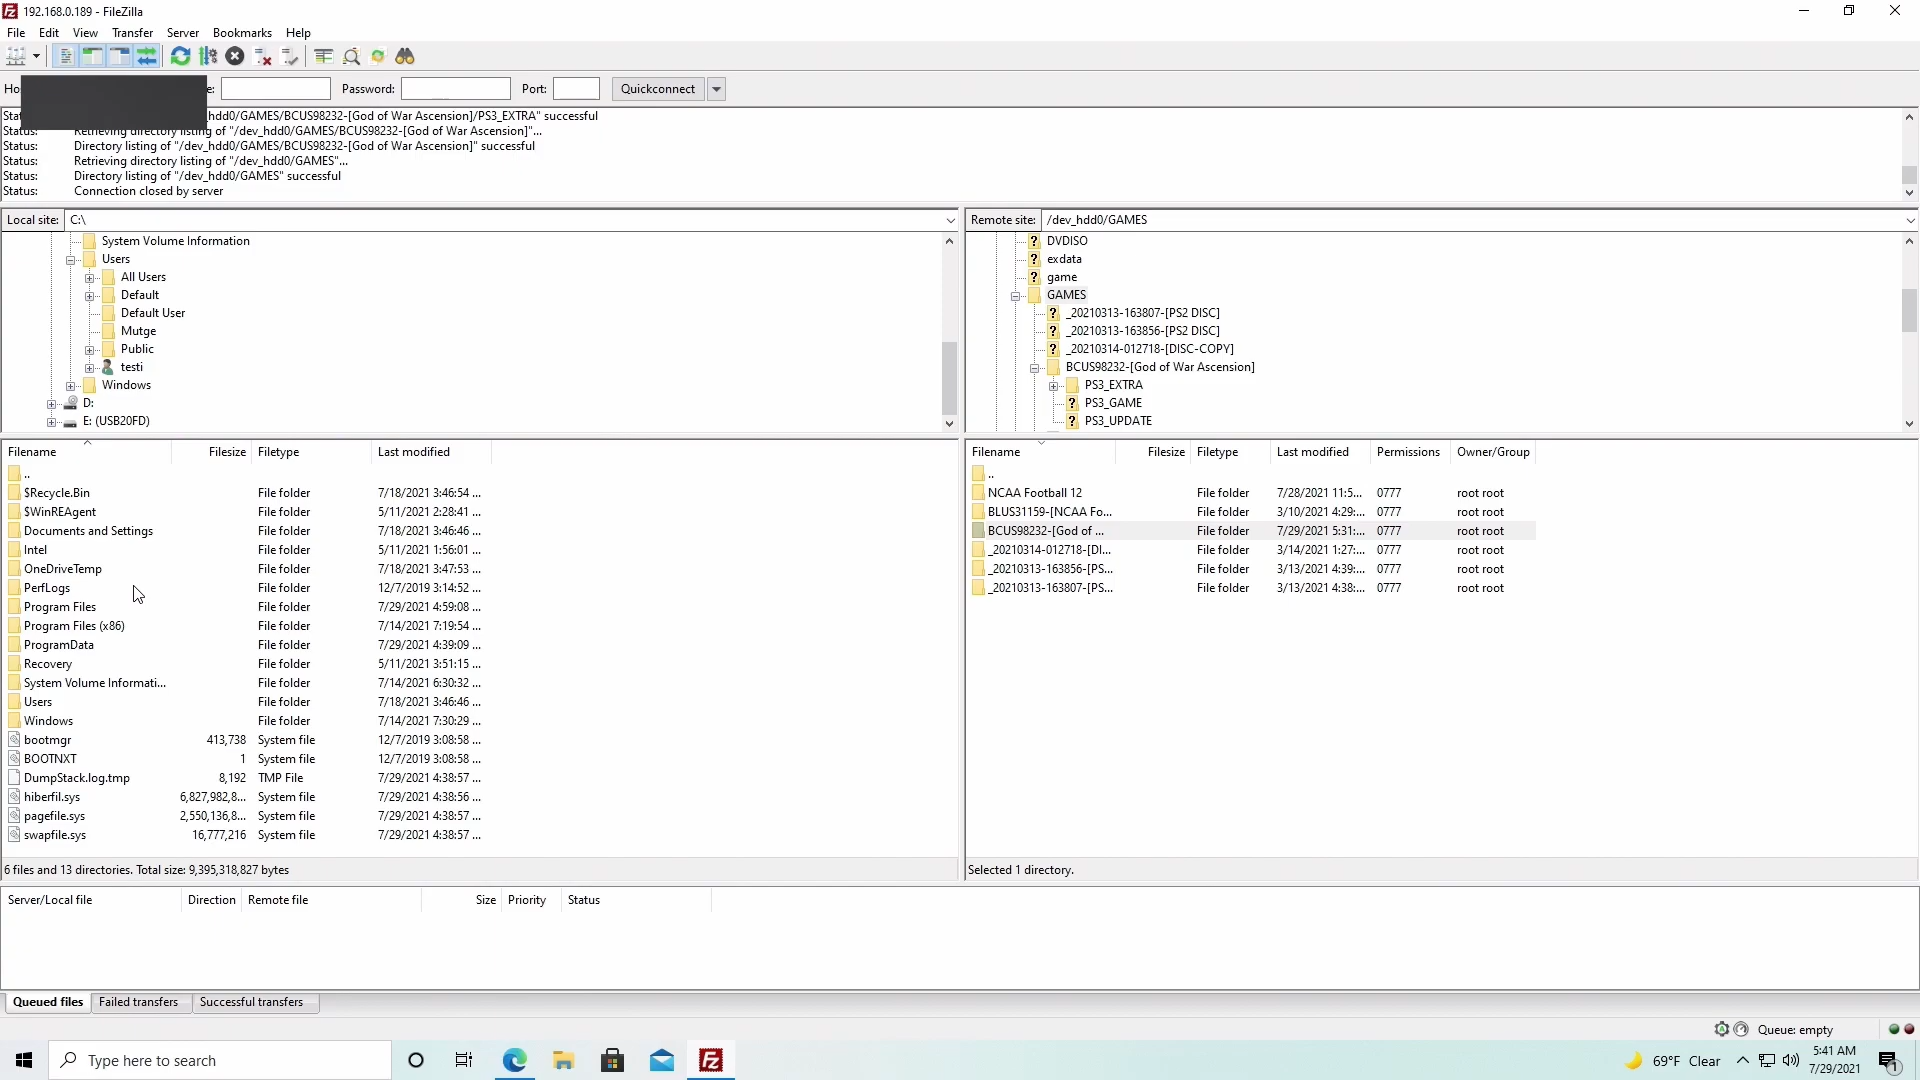 192.168.0.189 - FileZilla
File Edit View Transfer Server Bookmarks Help
Ho e: Password: Port: Quickconnect
Stat hdd0/GAMES/BCUS98232-[God of War Ascension]/PS3_EXTRA" successful
Status: Retrieving directory listing of "/dev_hdd0/GAMES/BCUS98232-[God of War Ascension]"...
Status: Directory listing of "/dev_hdd0/GAMES/BCUS98232-[God of War Ascension]" successful
Status: Retrieving directory listing of "/dev_hdd0/GAMES"...
Status: Directory listing of "/dev_hdd0/GAMES" successful
Status: Connection closed by server
Local site: C:\
System Volume Information
Users
All Users
Default
Default User
Mutge
Public
testi
Windows
D:
E: (USB20FD)
Remote site: /dev_hdd0/GAMES
DVDISO
exdata
game
GAMES
_20210313-163807-[PS2 DISC]
_20210313-163856-[PS2 DISC]
_20210314-012718-[DISC-COPY]
BCUS98232-[God of War Ascension]
PS3_EXTRA
PS3_GAME
PS3_UPDATE
Filename Filesize Filetype Last modified
..
$Recycle.Bin File folder 7/18/2021 3:46:54 ...
$WinREAgent File folder 5/11/2021 2:28:41 ...
Documents and Settings File folder 7/18/2021 3:46:46 ...
Intel File folder 5/11/2021 1:56:01 ...
OneDriveTemp File folder 7/18/2021 3:47:53 ...
PerfLogs File folder 12/7/2019 3:14:52 ...
Program Files File folder 7/29/2021 4:59:08 ...
Program Files (x86) File folder 7/14/2021 7:19:54 ...
ProgramData File folder 7/29/2021 4:39:09 ...
Recovery File folder 5/11/2021 3:51:15 ...
System Volume Informati... File folder 7/14/2021 6:30:32 ...
Users File folder 7/18/2021 3:46:46 ...
Windows File folder 7/14/2021 7:30:29 ...
bootmgr 413,738 System file 12/7/2019 3:08:58 ...
BOOTNXT 1 System file 12/7/2019 3:08:58 ...
DumpStack.log.tmp 8,192 TMP File 7/29/2021 4:38:57 ...
hiberfil.sys 6,827,982,8... System file 7/29/2021 4:38:56 ...
pagefile.sys 2,550,136,8... System file 7/29/2021 4:38:57 ...
swapfile.sys 16,777,216 System file 7/29/2021 4:38:57 ...
6 files and 13 directories. Total size: 9,395,318,827 bytes
Filename Filesize Filetype Last modified Permissions Owner/Group
..
NCAA Football 12 File folder 7/28/2021 11:5... 0777 root root
BLUS31159-[NCAA Fo... File folder 3/10/2021 4:29:... 0777 root root
BCUS98232-[God of ... File folder 7/29/2021 5:31:... 0777 root root
_20210314-012718-[DI... File folder 3/14/2021 1:27:... 0777 root root
_20210313-163856-[PS... File folder 3/13/2021 4:39:... 0777 root root
_20210313-163807-[PS... File folder 3/13/2021 4:38:... 0777 root root
Selected 1 directory.
Server/Local file Direction Remote file Size Priority Status
Queued files Failed transfers Successful transfers
Queue: empty
Type here to search
69°F Clear
5:41 AM
7/29/2021
1